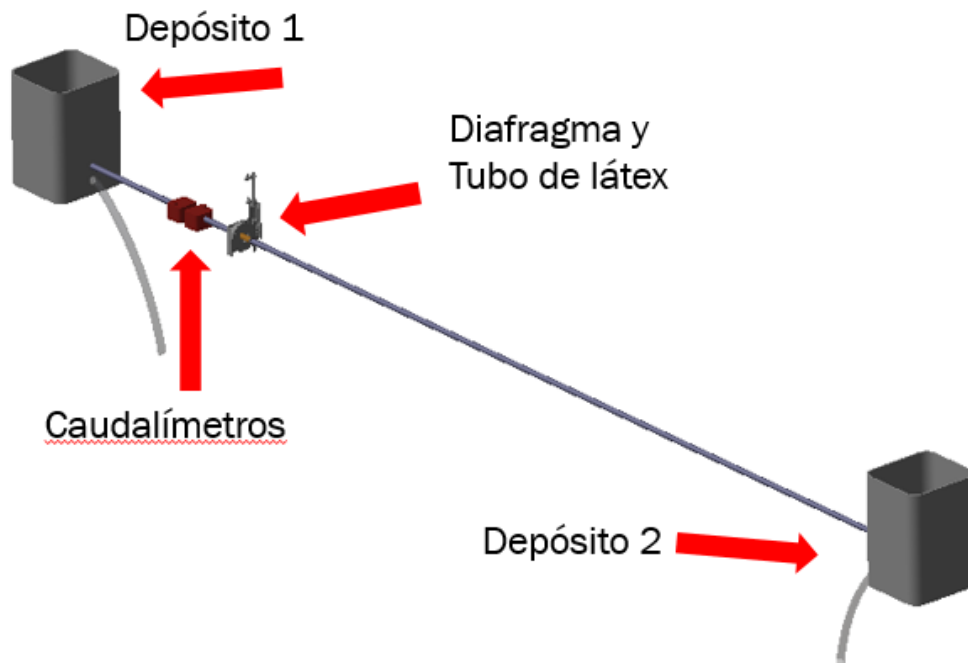 Depósito 1
Diafragma y
Tubo de látex
Caudalímetros
Depósito 2